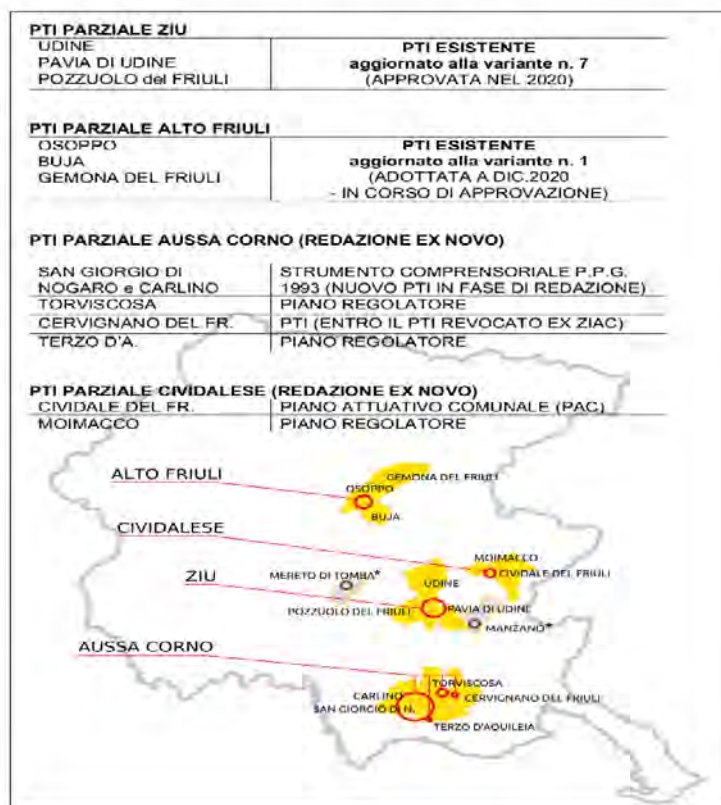 PTI PARZIALE ZIU
UDINE
PAVIA DI UDINE
POZZUOLO del FRIULI
PTI ESISTENTE
aggiornato alla variante n. 7
(APPROVATA NEL 2020)
PTI PARZIALE ALTO FRIULI
OSOPPO
BUJA
GEMONA DEL FRIULI
PTI ESISTENTE
aggiornato alla variante n. 1
(ADOTTATA A DIC.2020
- IN CORSO DI APPROVAZIONE)
PTI PARZIALE AUSSA CORNO (REDAZIONE EX NOVO)
SAN GIORGIO DI
NOGARO e CARLINO
STRUMENTO COMPRENSORIALE P.P.G.
1993 (NUOVO PTI IN FASE DI REDAZIONE)
TORVISCOSA
PIANO REGOLATORE
CERVIGNANO DEL FR.
PTI (ENTRO IL PTI REVOCATO EX ZIAC)
TERZO D'A.
PIANO REGOLATORE
PTI PARZIALE CIVIDALESE (REDAZIONE EX NOVO)
CIVIDALE DEL FR.
PIANO ATTUATIVO COMUNALE (PAC)
MOIMACCO
PIANO REGOLATORE
ALTO FRIULI
GEMONA DEL FRIULI
OSOPPO
BUJA
CIVIDALESE
MOIMACCO
CIVIDALE DEL FRIULI
ZIU
MERETO DI TOMBA*
UDINE
POZZUOLO DEL FRIULI
PAVIA DI UDINE
MANZANO*
AUSSA CORNO
TORVISCOSA
CARLINO
CERVIGNANO DEL FRIULI
SAN GIORGIO DI N.
TERZO D'AQUILEIA